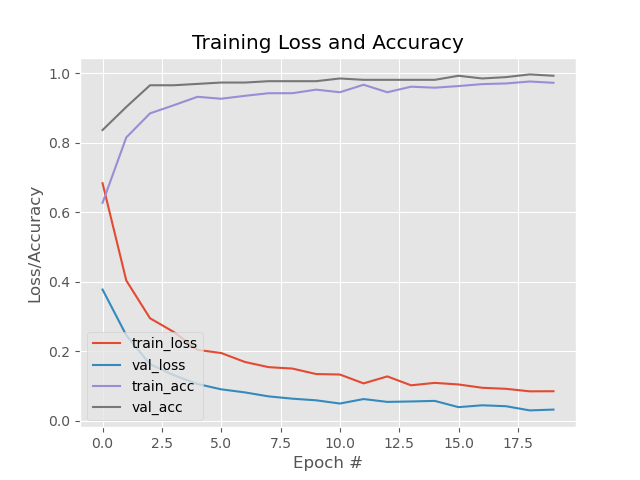 Training Loss and Accuracy
1.0
0.8
0.6
0.4
0.2
0.0
Loss/Accuracy
train_loss
val_loss
train_acc
val_acc
0.0 2.5 5.0 7.5 10.0 12.5 15.0 17.5
Epoch #